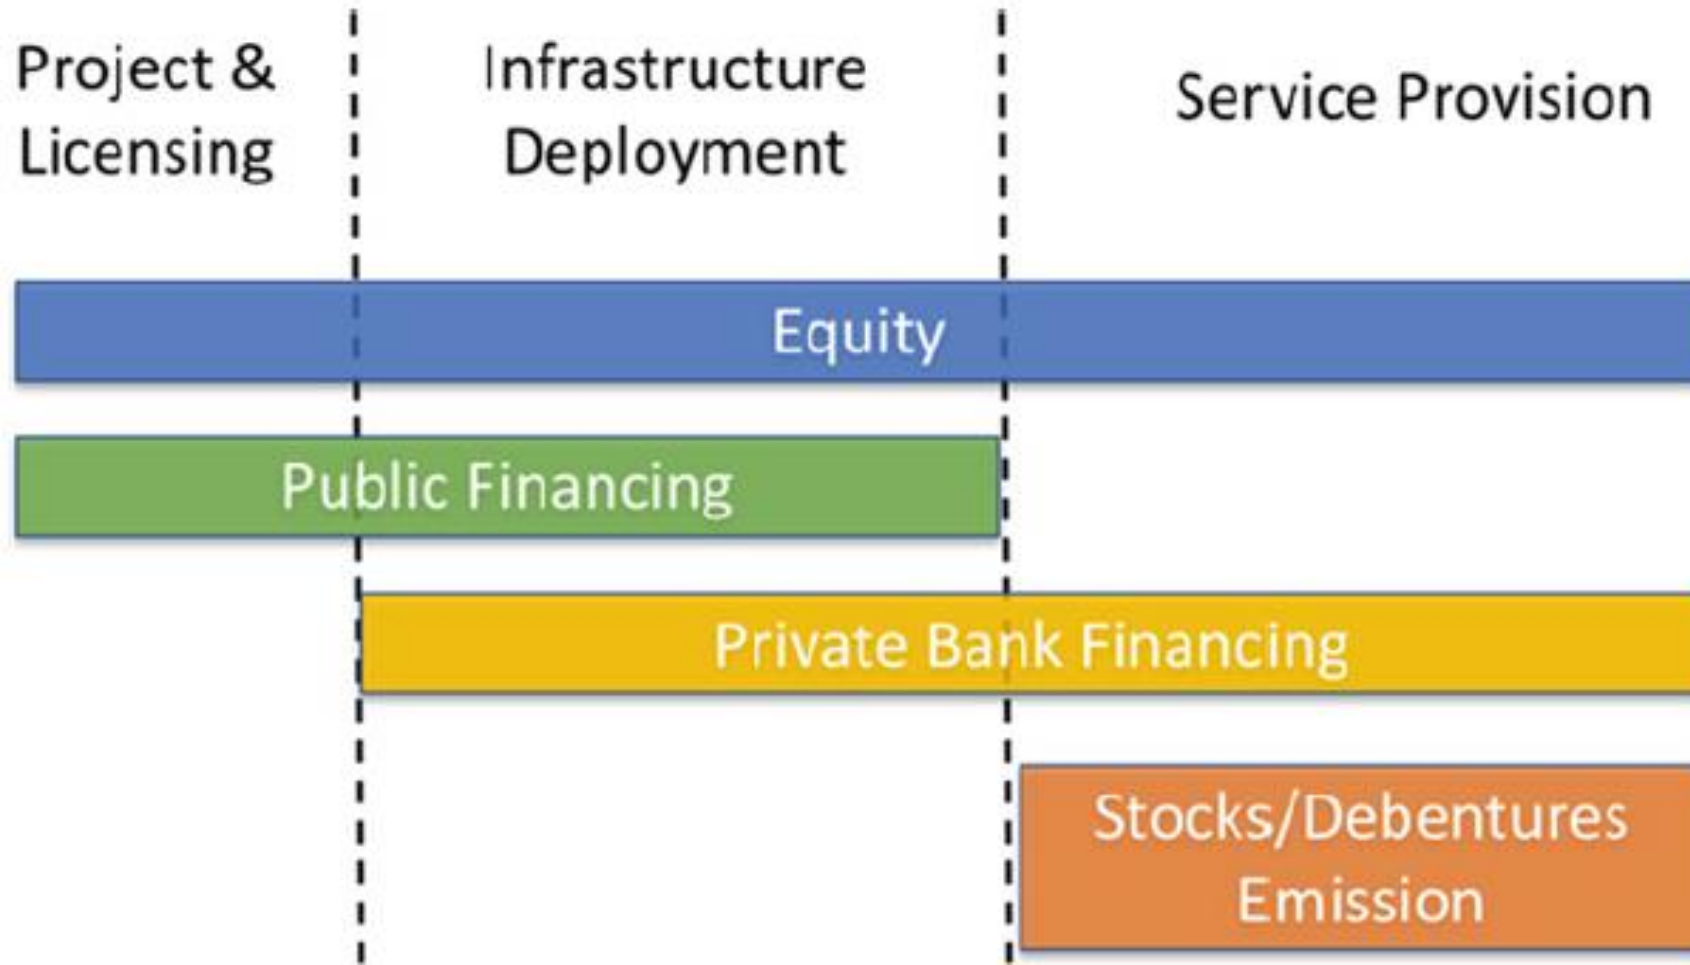 Project &
Licensing
Infrastructure
Deployment
Service Provision
Equity
Public Financing
Private Bank Financing
Stocks/Debentures
Emission